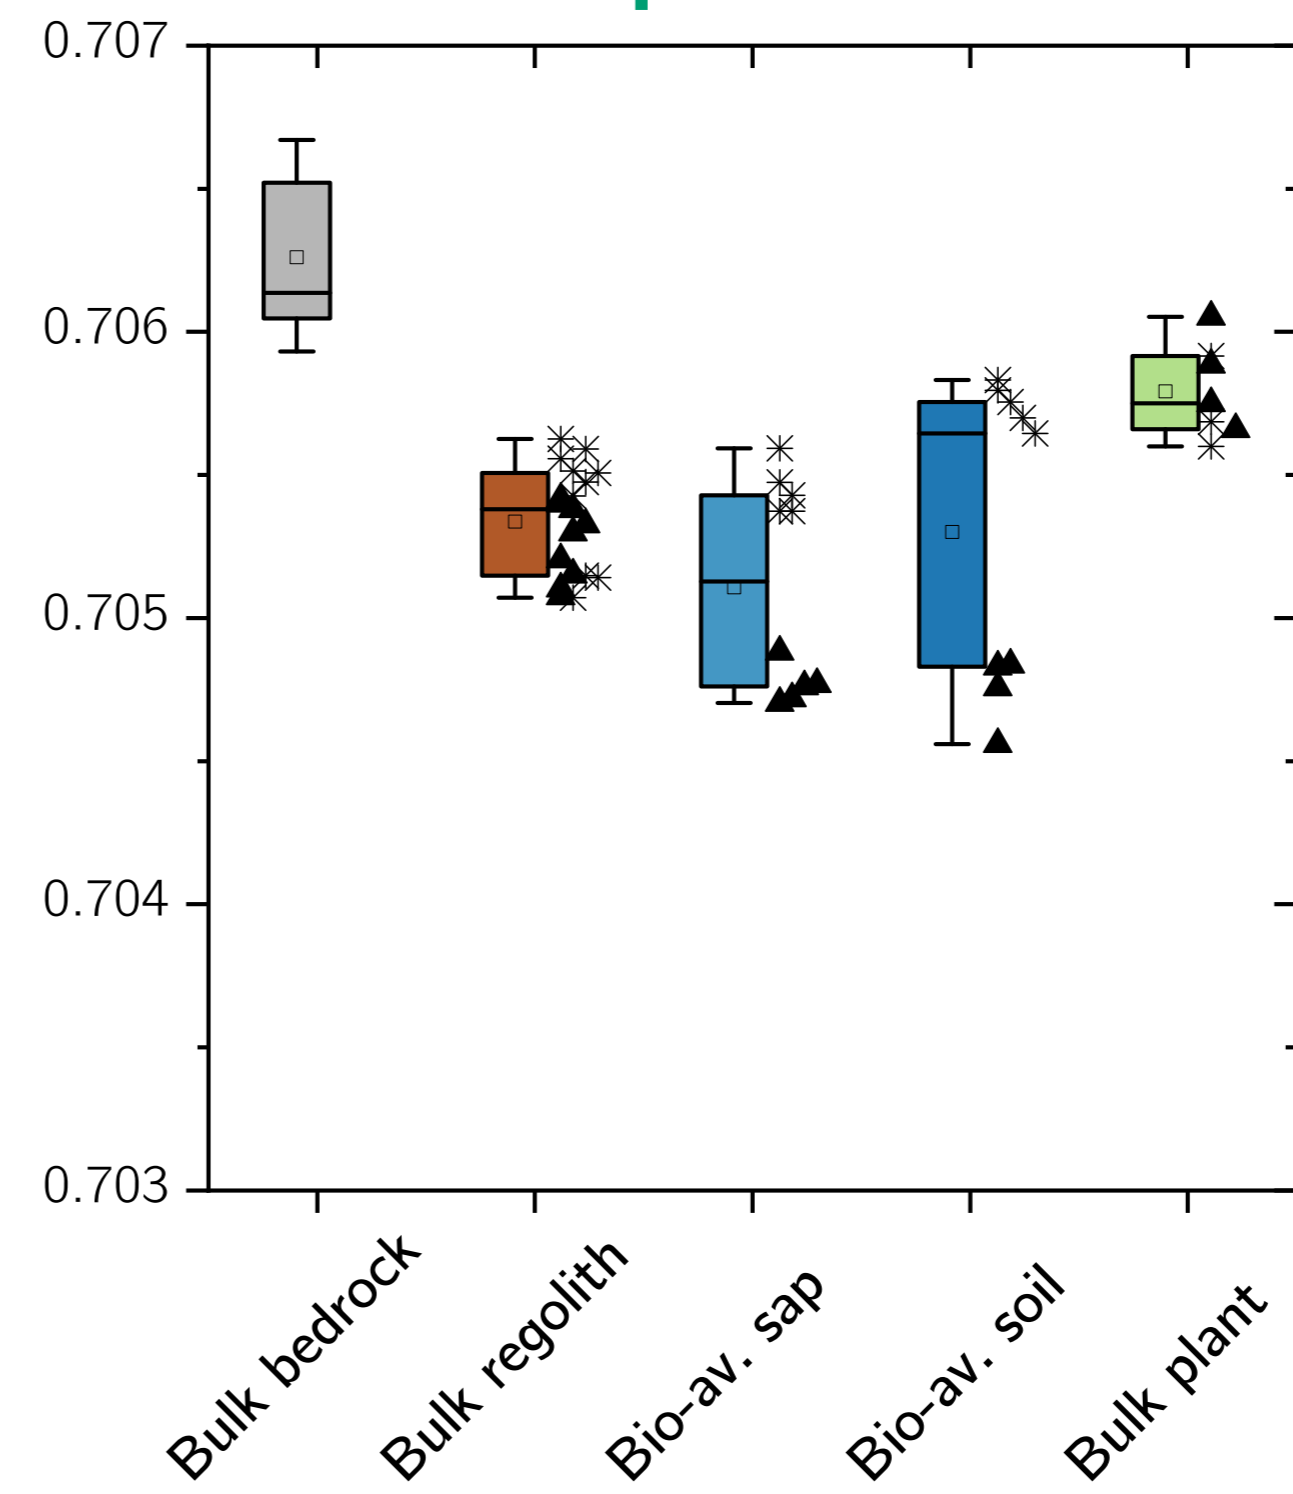 0.707
0.706
0.705
0.704
0.703
Bulk bedrock
Bulk regolith
Bio-av. sap
Bio-av. soil
Bulk plant